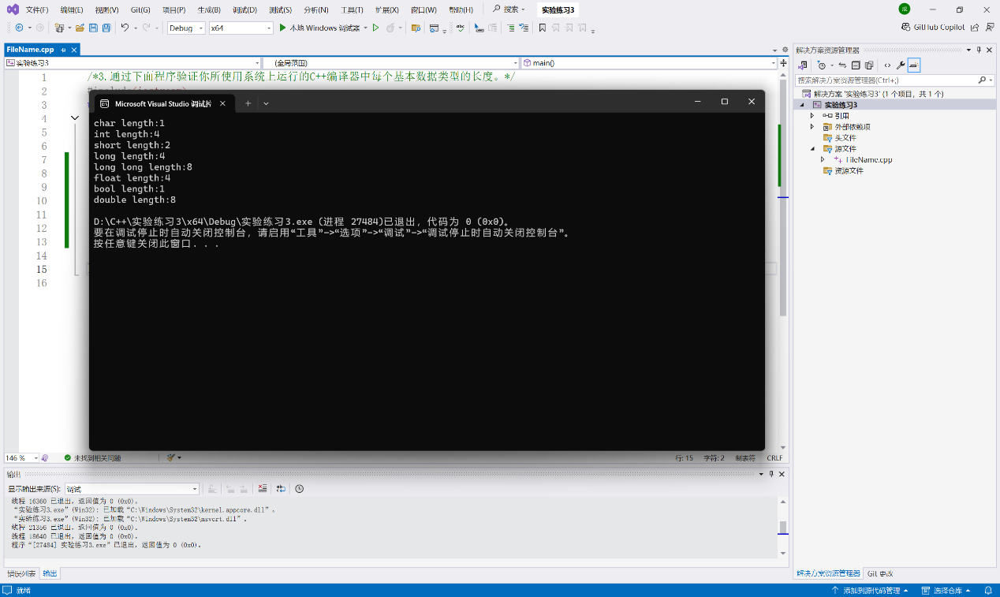 文件(F) 编辑(E) 视图(V) Git(G) 项目(P) 生成(B) 调试(D) 测试(S) 分析(N) 工具(T) 扩展(X) 窗口(W) 帮助(H) 搜索 实验练习3
Debug x64 本地 Windows 调试器 GitHub Copilot
FileName.cpp
实验练习3 (全局范围) main()
1 /*3.通过下面程序验证你所使用系统上运行的C++编译器中每个基本数据类型的长度。*/
2
3
4
5
6
7
8
9
10
11
12
13
14
15
16
Microsoft Visual Studio 调试
char length:1
int length:4
short length:2
long length:4
long long length:8
float length:4
bool length:1
double length:8
D:\C++\实验练习3\x64\Debug\实验练习3.exe (进程 27484)已退出，代码为 0 (0x0)。
要在调试停止时自动关闭控制台，请启用“工具”->“选项”->“调试”->“调试停止时自动关闭控制台”。
按任意键关闭此窗口. . .
146 % 未找到相关问题 行: 15 字符: 2 制表符 CRLF
输出
显示输出来源(S): 调试
线程 16360 已退出，返回值为 0 (0x0)。
“实验练习3.exe”(Win32): 已加载“C:\Windows\System32\kernel.appcore.dll”。
“实验练习3.exe”(Win32): 已加载“C:\Windows\System32\msvcrt.dll”。
线程 21356 已退出，返回值为 0 (0x0)。
线程 18640 已退出，返回值为 0 (0x0)。
程序“[27484] 实验练习3.exe”已退出，返回值为 0 (0x0)。
错误列表 输出
解决方案资源管理器
搜索解决方案资源管理器(Ctrl+;)
解决方案 '实验练习3' (1 个项目，共 1 个)
实验练习3
引用
外部依赖项
头文件
源文件
FileName.cpp
资源文件
解决方案资源管理器 Git 更改
就绪 添加到源代码管理 选择仓库